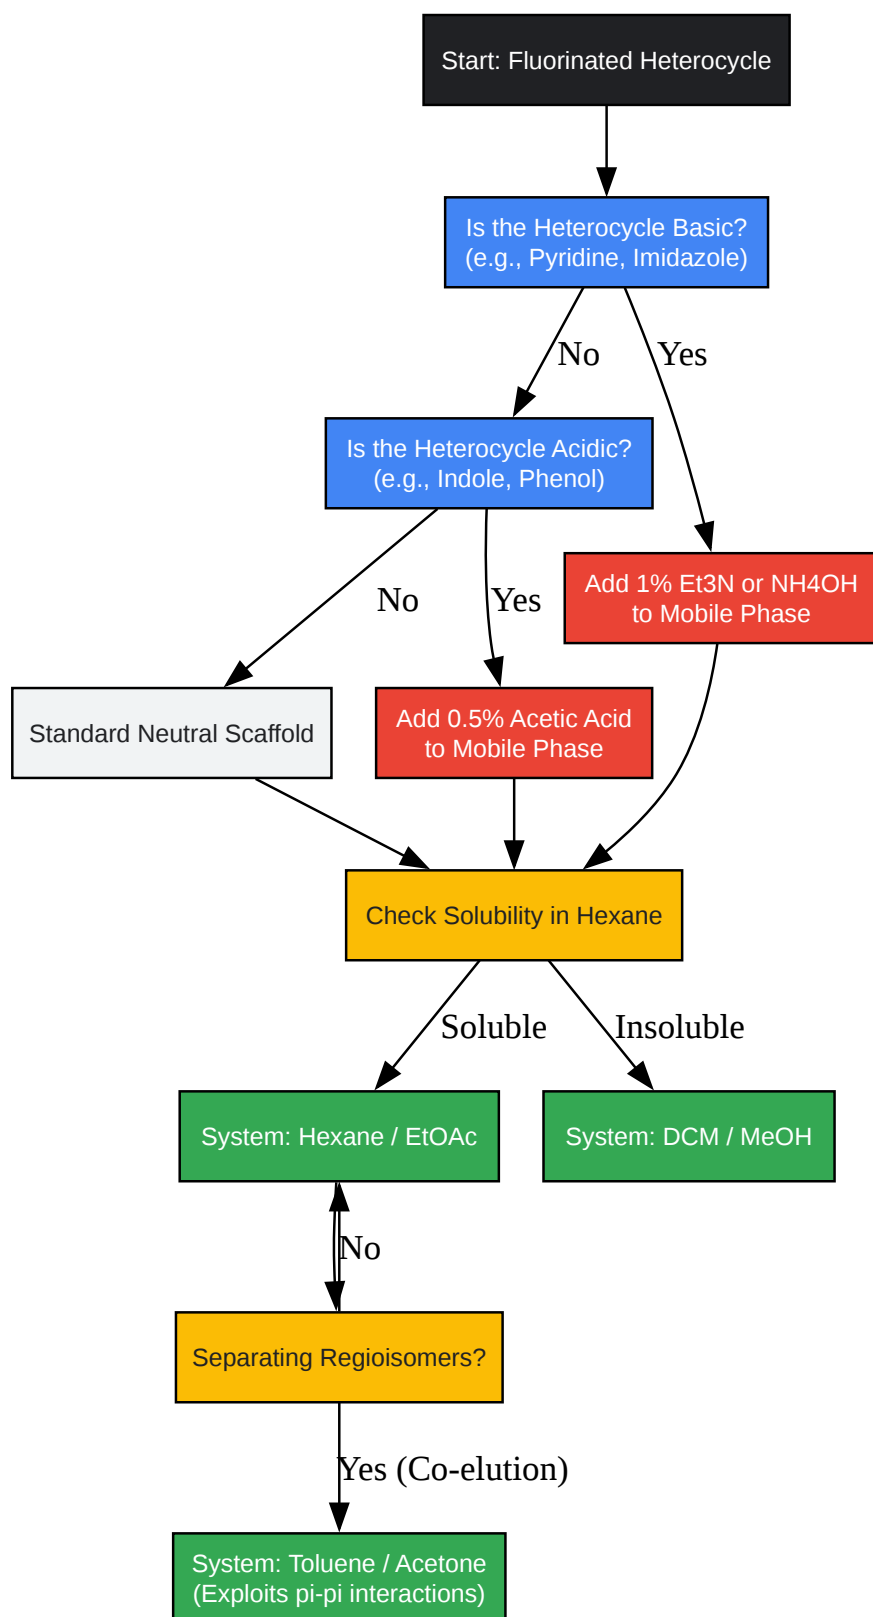 Start: Fluorinated Heterocycle
Is the Heterocycle Basic?
(e.g., Pyridine, Imidazole)
No
Yes
Is the Heterocycle Acidic?
(e.g., Indole, Phenol)
Add 1% Et3N or NH4OH
to Mobile Phase
No
Yes
Standard Neutral Scaffold
Add 0.5% Acetic Acid
to Mobile Phase
Check Solubility in Hexane
Soluble
Insoluble
System: Hexane / EtOAc
System: DCM / MeOH
No
Separating Regioisomers?
Yes (Co-elution)
System: Toluene / Acetone
(Exploits pi-pi interactions)